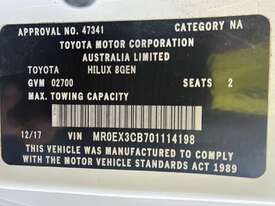 APPROVAL NO. 47341 CATEGORY NA
TOYOTA MOTOR CORPORATION
AUSTRALIA LIMITED
TOYOTA HILUX 8GEN
GVM 02700 SEATS 2
MAX. TOWING CAPACITY
12/17 VIN MR0EX3CB701114198
THIS VEHICLE WAS MANUFACTURED TO COMPLY
WITH THE MOTOR VEHICLE STANDARDS ACT 1989